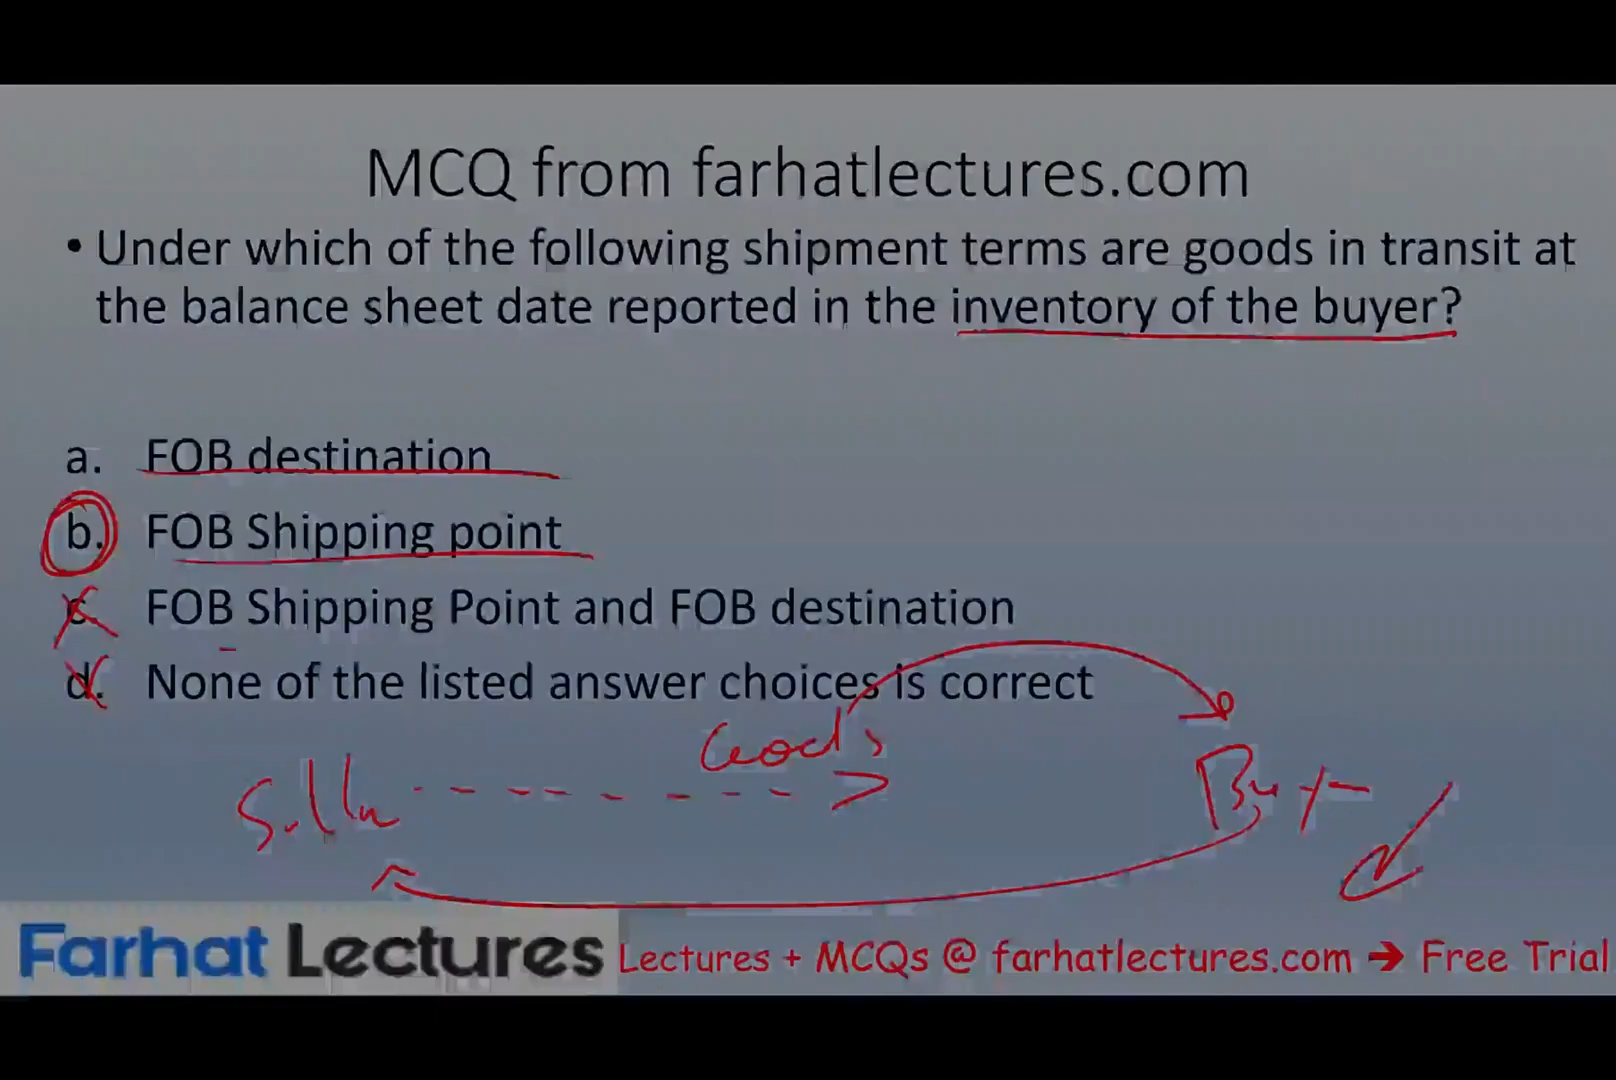 MCQ from farhatlectures.com
• Under which of the following shipment terms are goods in transit at
the balance sheet date reported in the inventory of the buyer?
a. FOB destination
b. FOB Shipping point
c. FOB Shipping Point and FOB destination
d. None of the listed answer choices is correct
Goods
Seller
Buyer
Farhat Lectures
Lectures + MCQs @ farhatlectures.com ➔ Free Trial